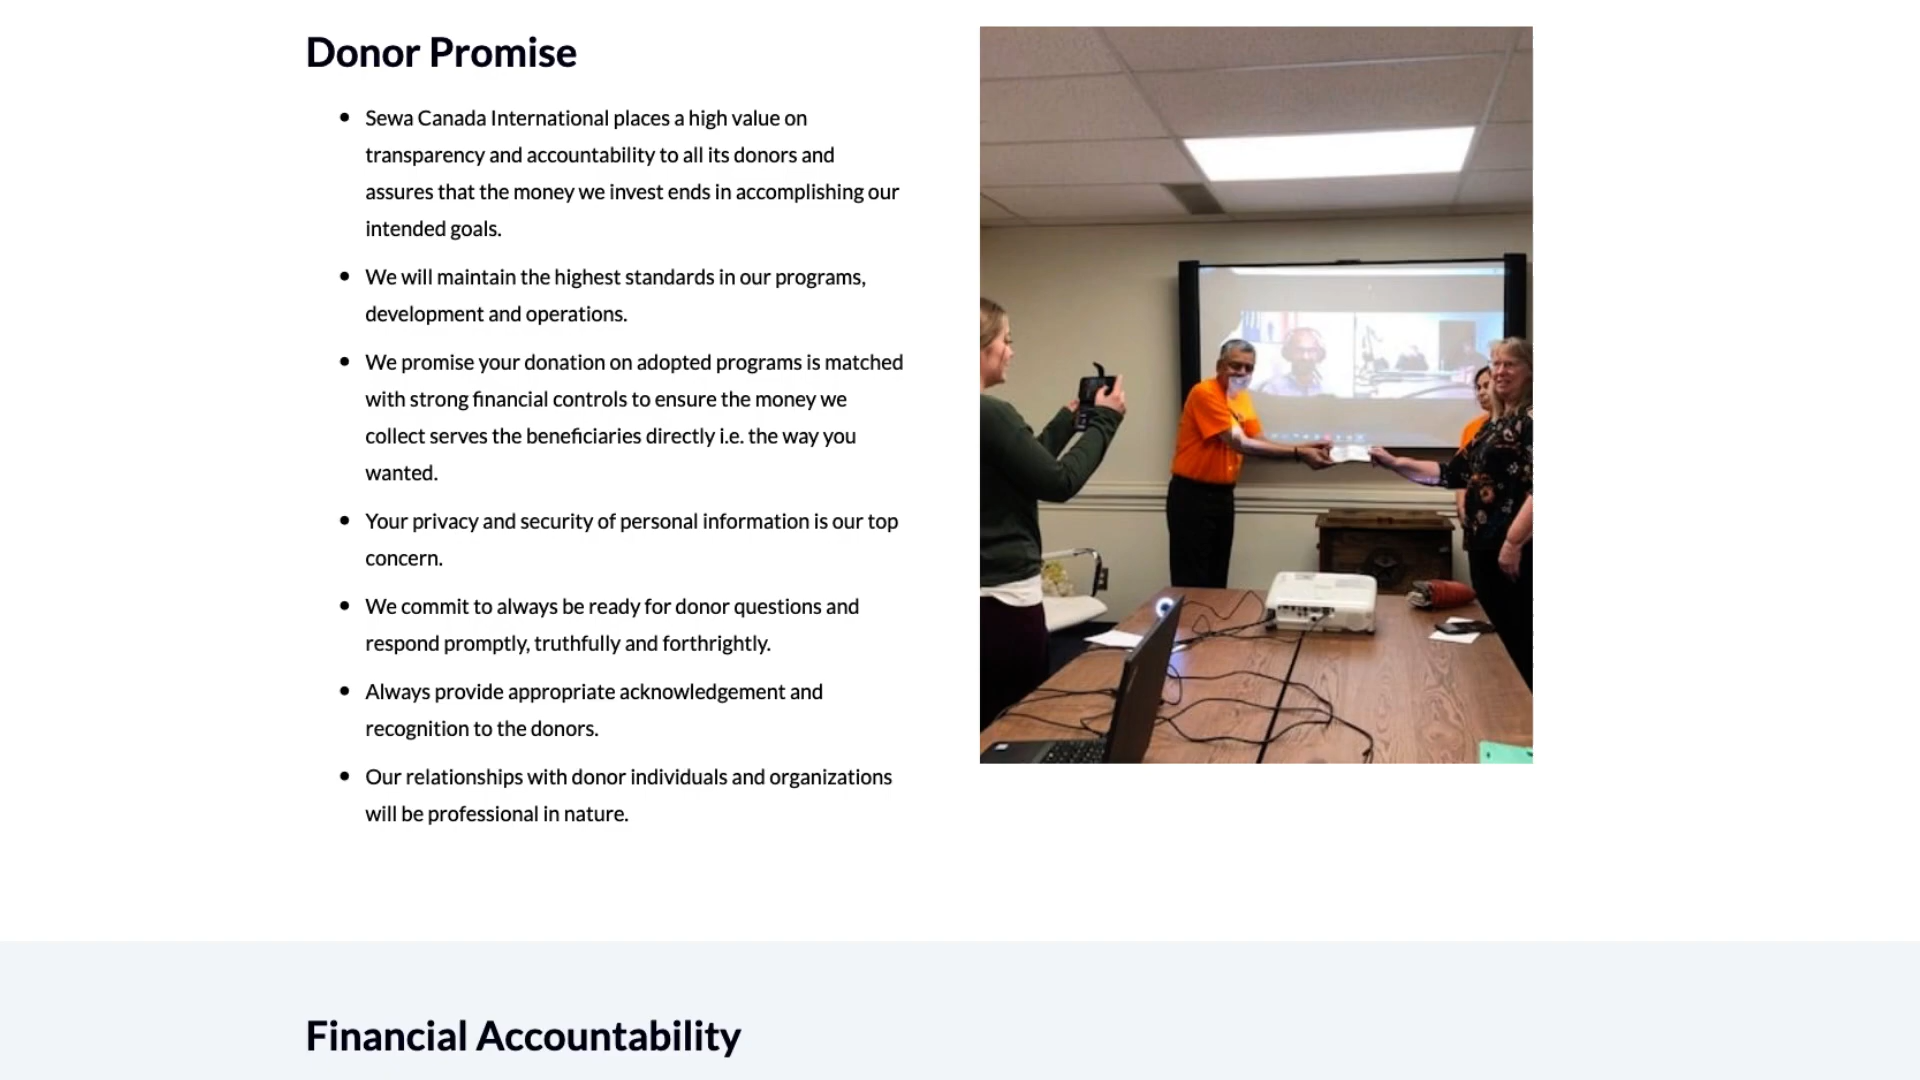 Donor Promise
Sewa Canada International places a high value on
transparency and accountability to all its donors and
assures that the money we invest ends in accomplishing our
intended goals.
We will maintain the highest standards in our programs,
development and operations.
We promise your donation on adopted programs is matched
with strong financial controls to ensure the money we
collect serves the beneficiaries directly i.e. the way you
wanted.
Your privacy and security of personal information is our top
concern.
We commit to always be ready for donor questions and
respond promptly, truthfully and forthrightly.
Always provide appropriate acknowledgement and
recognition to the donors.
Our relationships with donor individuals and organizations
will be professional in nature.
Financial Accountability